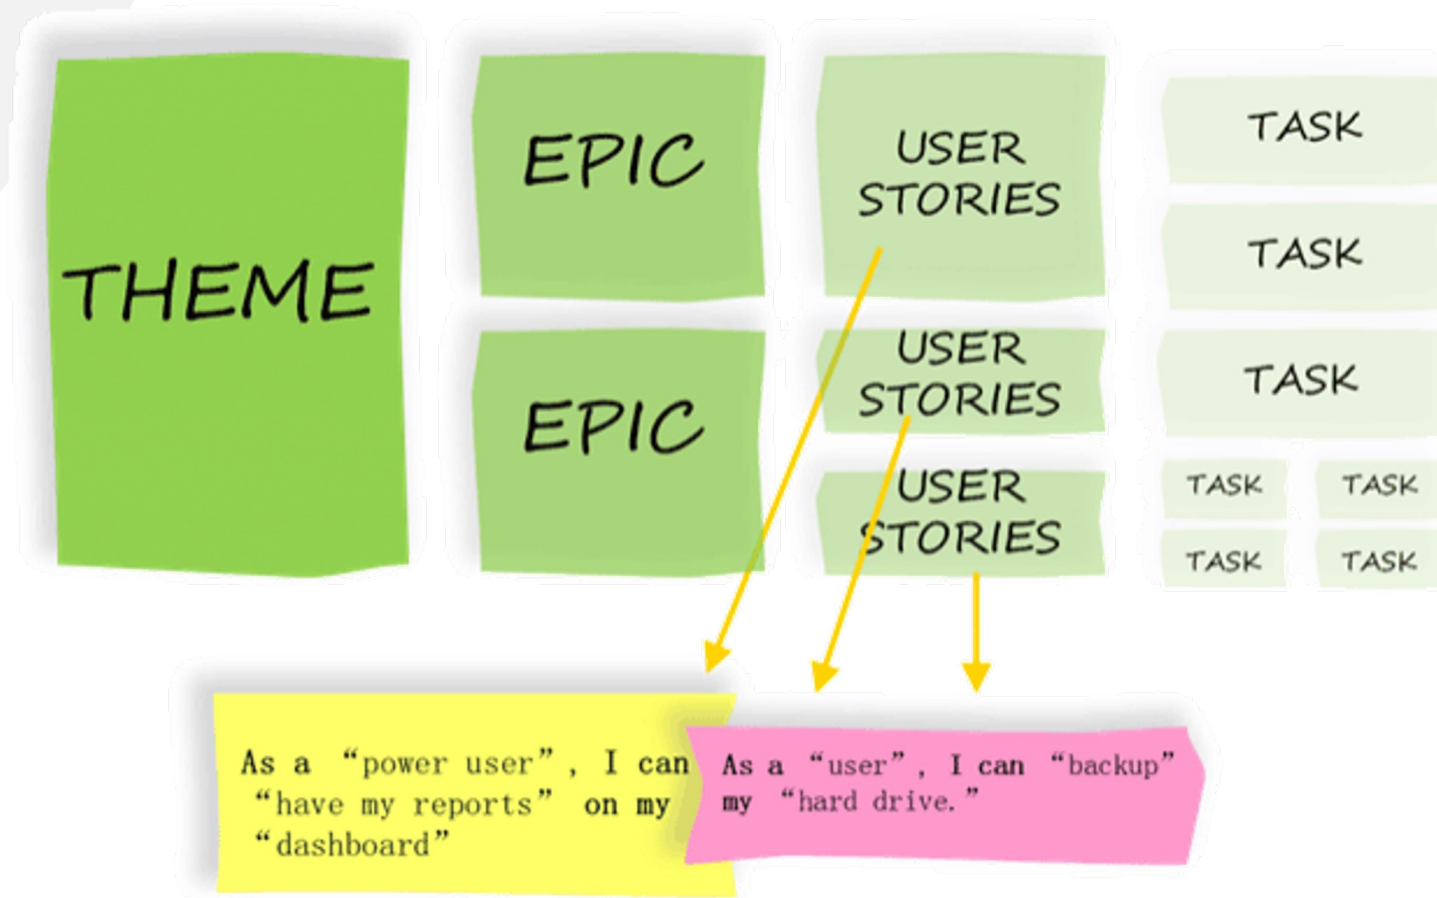 THEME
EPIC
EPIC
USER
STORIES
USER
STORIES
USER
STORIES
TASK
TASK
TASK
TASK TASK
TASK TASK
As a “power user”, I can
“have my reports” on my
“dashboard”
As a “user”, I can “backup”
my “hard drive.”